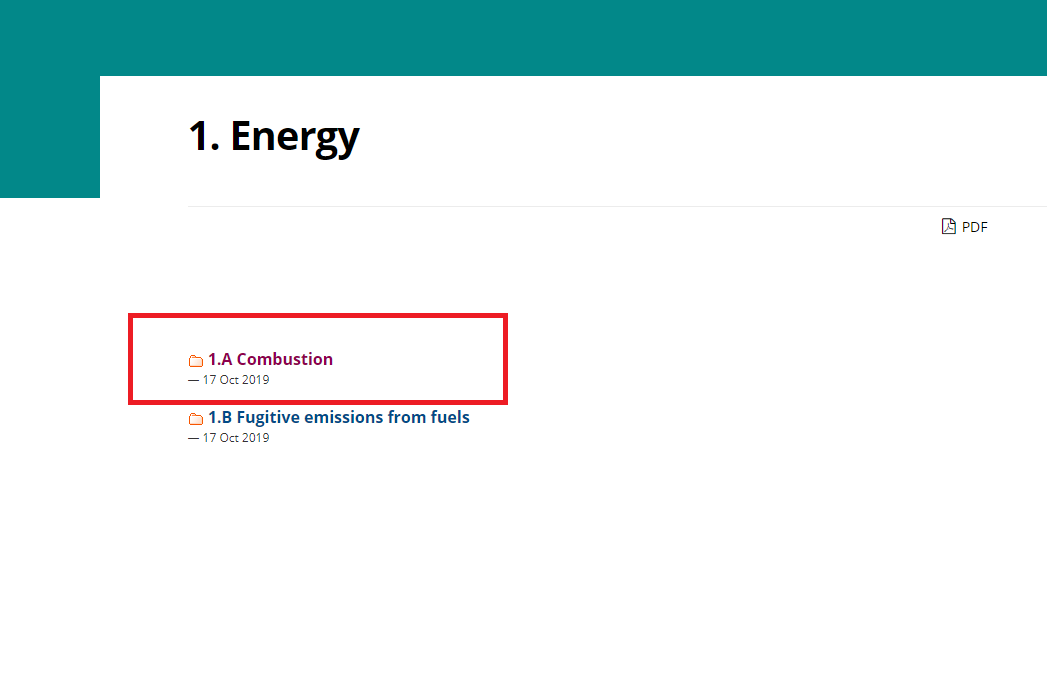 1. Energy
PDF
1.A Combustion
— 17 Oct 2019
1.B Fugitive emissions from fuels
— 17 Oct 2019